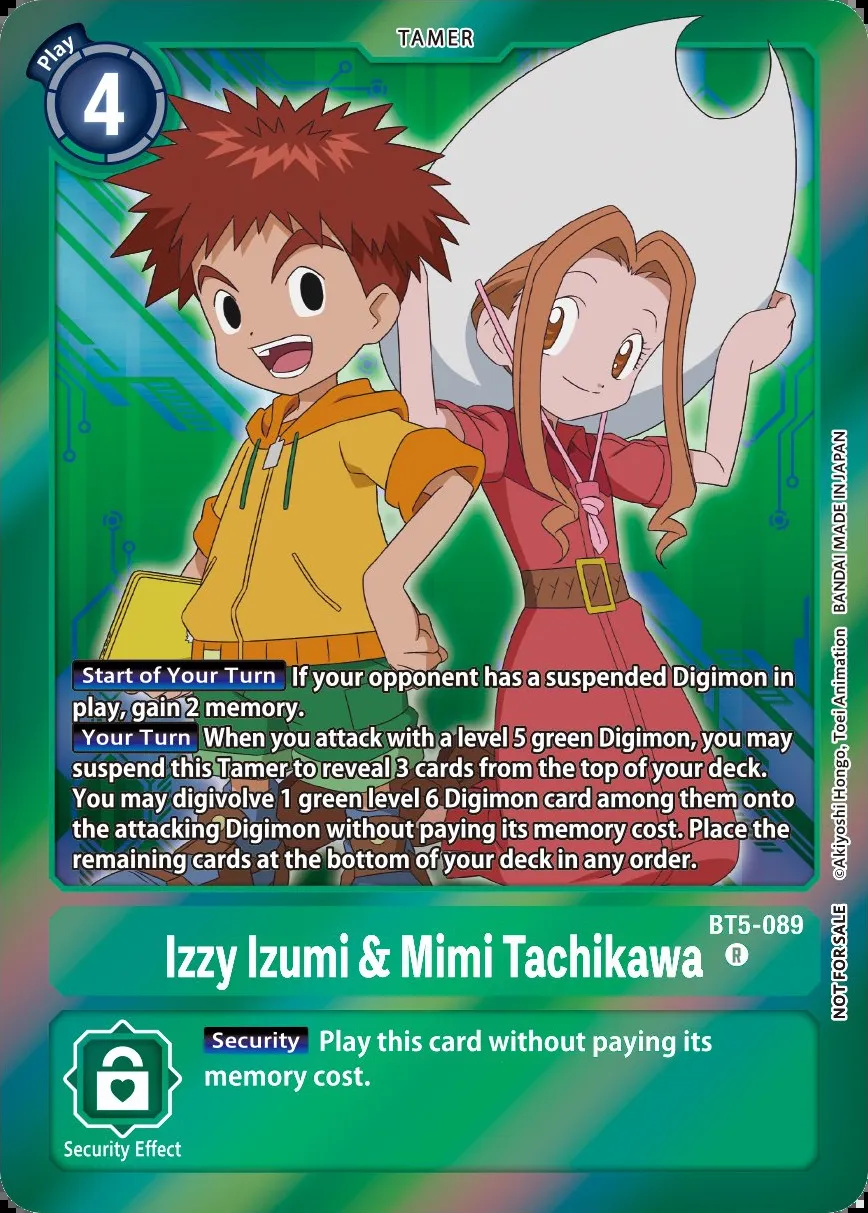 TAMER
Play
4
Start of Your Turn If your opponent has a suspended Digimon in
play, gain 2 memory.
Your Turn When you attack with a level 5 green Digimon, you may
suspend this Tamer to reveal 3 cards from the top of your deck.
You may digivolve 1 green level 6 Digimon card among them onto
the attacking Digimon without paying its memory cost. Place the
remaining cards at the bottom of your deck in any order.
©Akiyoshi Hongo, Toei Animation BANDAI MADE IN JAPAN
NOT FOR SALE
BT5-089
Izzy Izumi & Mimi Tachikawa R
Security Play this card without paying its
memory cost.
Security Effect